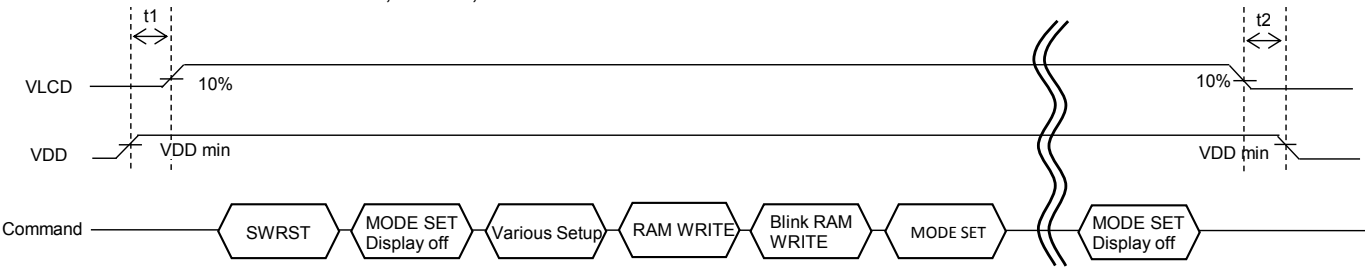 t1
t2
VLCD
10%
10%
VDD
VDD min
VDD min
Command
SWRST
MODE SET
Display off
Various Setup
RAM WRITE
Blink RAM
WRITE
MODE SET
MODE SET
Display off